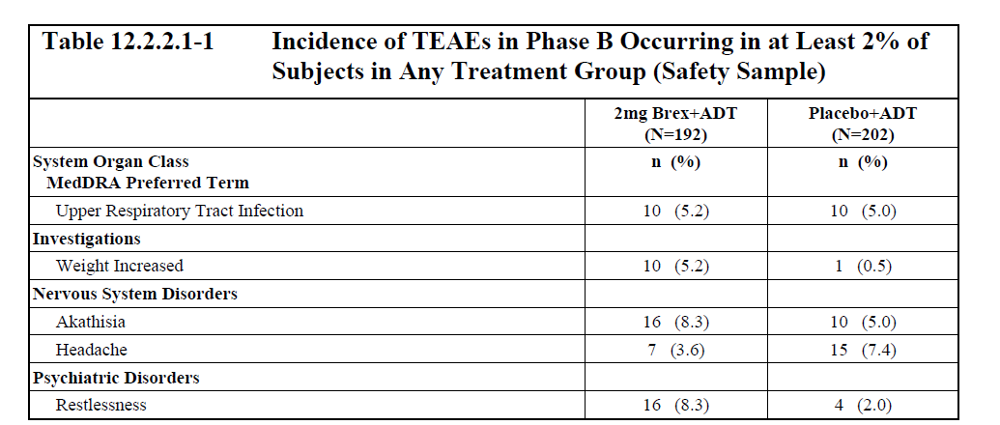 Table 12.2.2.1-1 Incidence of TEAEs in Phase B Occurring in at Least 2% of
Subjects in Any Treatment Group (Safety Sample)
2mg Brex+ADT Placebo+ADT
(N=192) (N=202)
System Organ Class n (%) n (%)
MedDRA Preferred Term
Upper Respiratory Tract Infection 10 (5.2) 10 (5.0)
Investigations
Weight Increased 10 (5.2) 1 (0.5)
Nervous System Disorders
Akathisia 16 (8.3) 10 (5.0)
Headache 7 (3.6) 15 (7.4)
Psychiatric Disorders
Restlessness 16 (8.3) 4 (2.0)